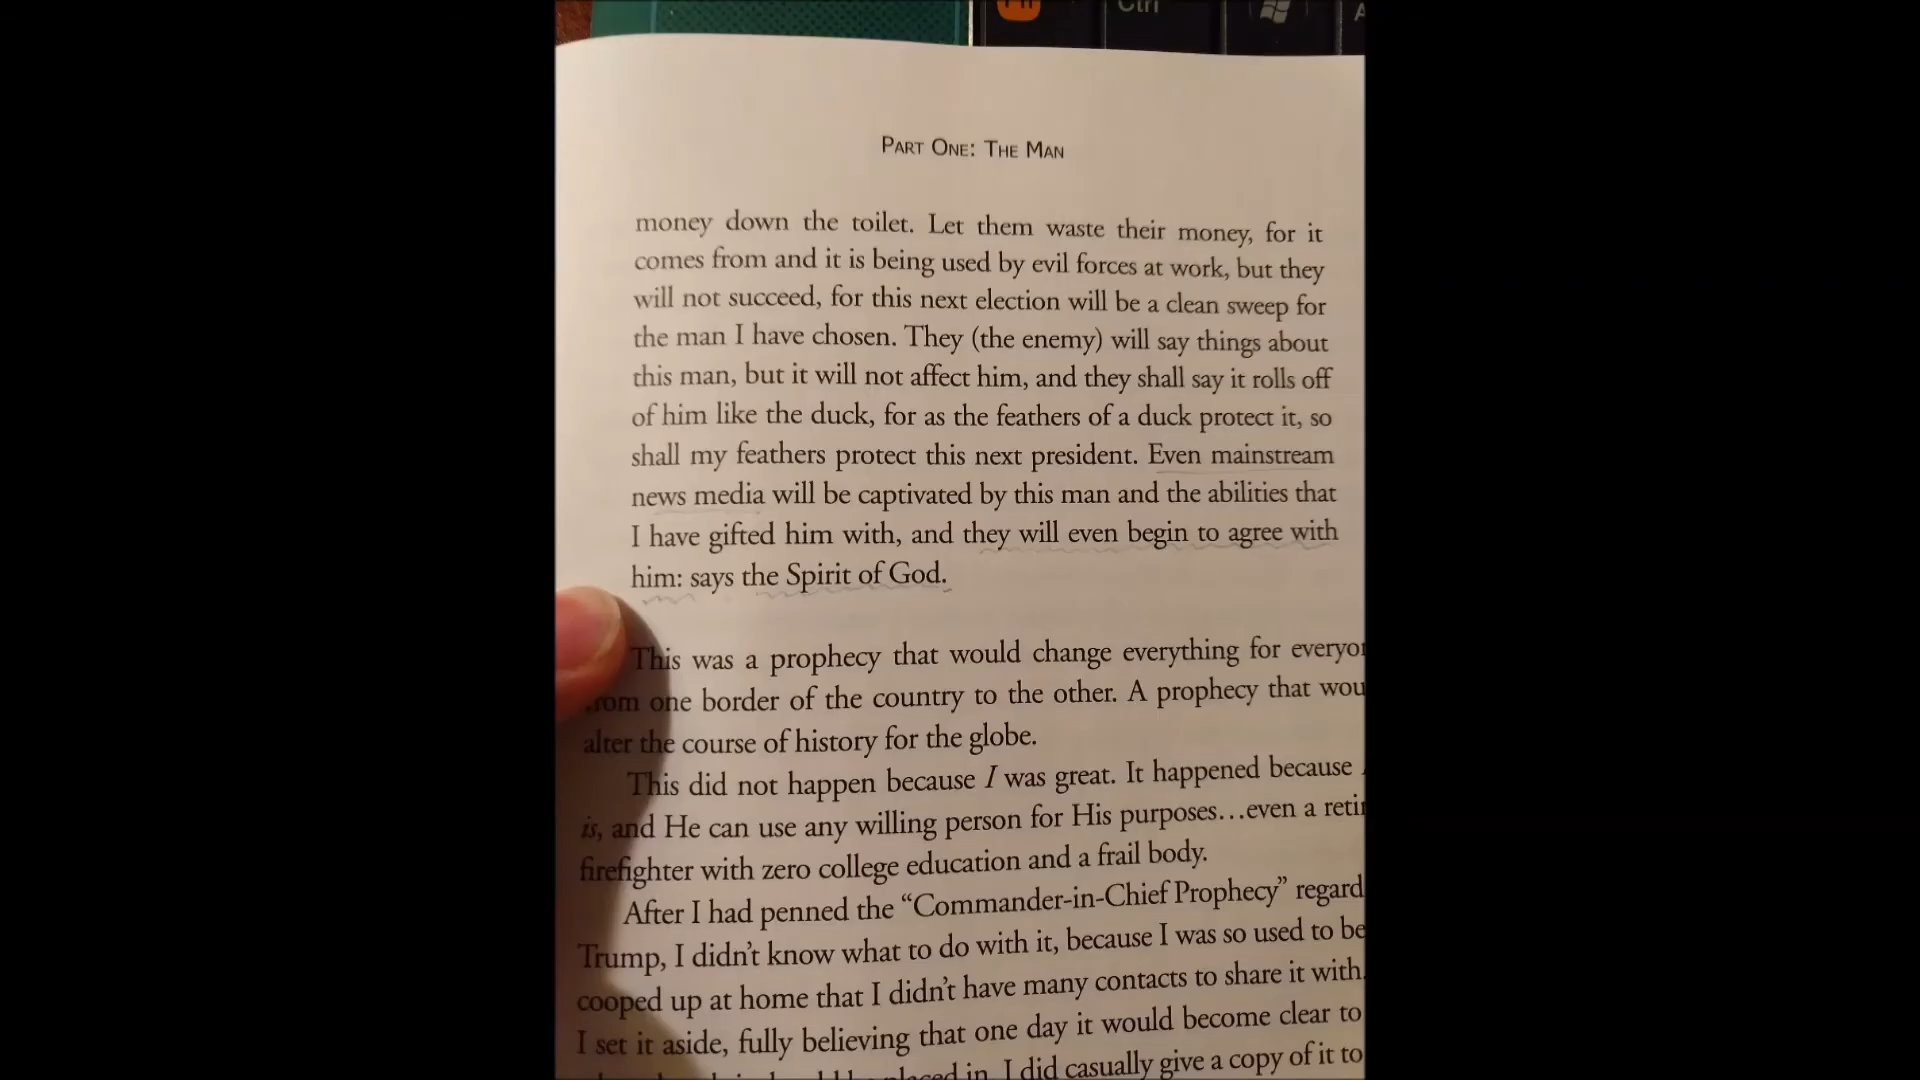 Ctrl
PART ONE: THE MAN
money down the toilet. Let them waste their money, for it
comes from and it is being used by evil forces at work, but they
will not succeed, for this next election will be a clean sweep for
the man I have chosen. They (the enemy) will say things about
this man, but it will not affect him, and they shall say it rolls off
of him like the duck, for as the feathers of a duck protect it, so
shall my feathers protect this next president. Even mainstream
news media will be captivated by this man and the abilities that
I have gifted him with, and they will even begin to agree with
him: says the Spirit of God.
This was a prophecy that would change everything for everyo
from one border of the country to the other. A prophecy that wou
alter the course of history for the globe.
This did not happen because I was great. It happened because
is, and He can use any willing person for His purposes…even a reti
firefighter with zero college education and a frail body.
After I had penned the “Commander-in-Chief Prophecy” regard
Trump, I didn’t know what to do with it, because I was so used to be
cooped up at home that I didn’t have many contacts to share it with.
I set it aside, fully believing that one day it would become clear to
in. I did casually give a copy of it to